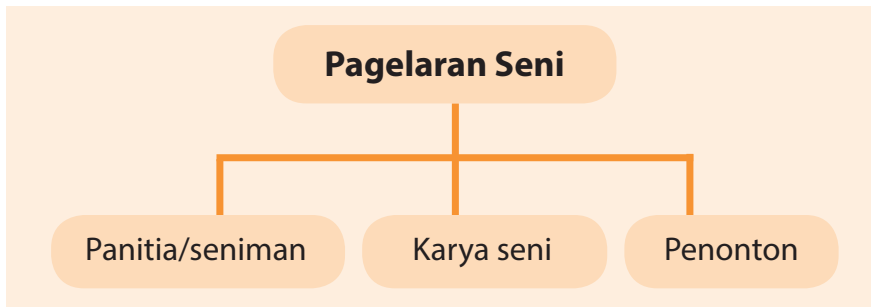 Pagelaran Seni
Panitia/seniman
Karya seni
Penonton